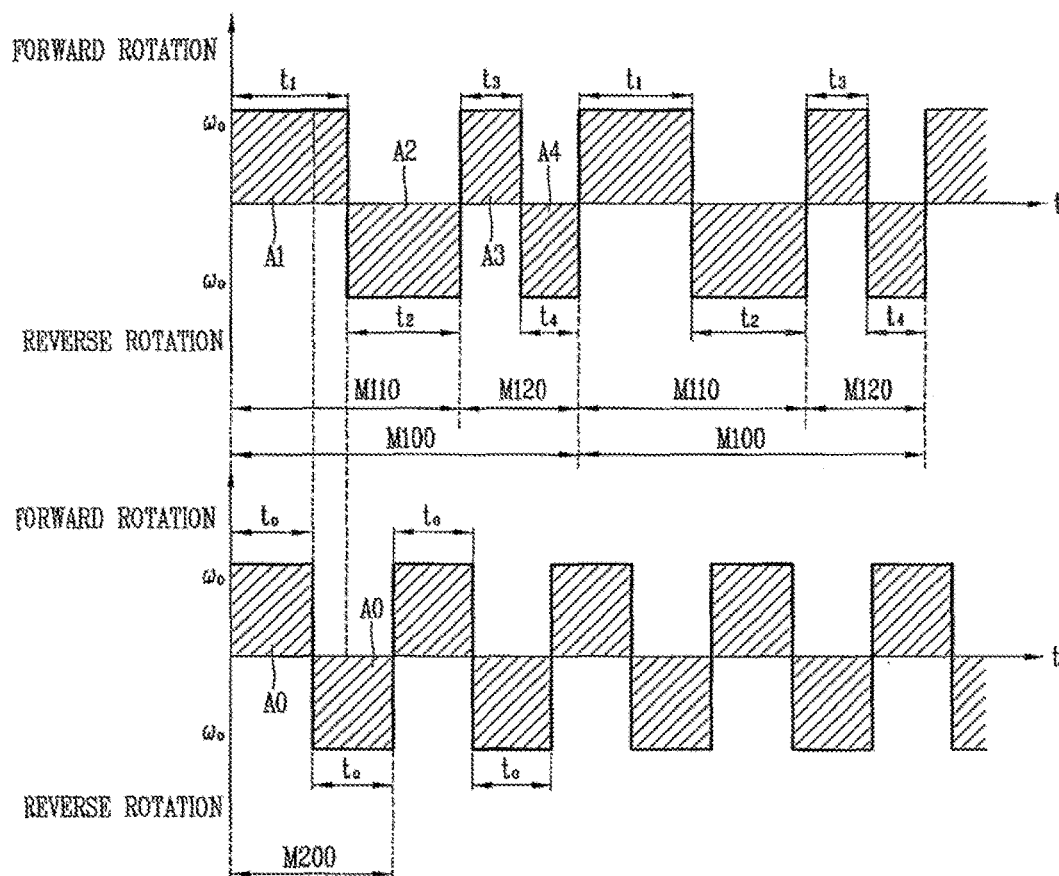 FORWARD ROTATION
t₁ t₃ t₁ t₃
ω₀
A2 A4
t
A1 A3
ω₀
REVERSE ROTATION
t₂ t₄ t₂ t₄
M110 M120 M110 M120
M100 M100
FORWARD ROTATION
t₀ t₀
ω₀
A0
t
A0
ω₀
t₀ t₀
REVERSE ROTATION
M200